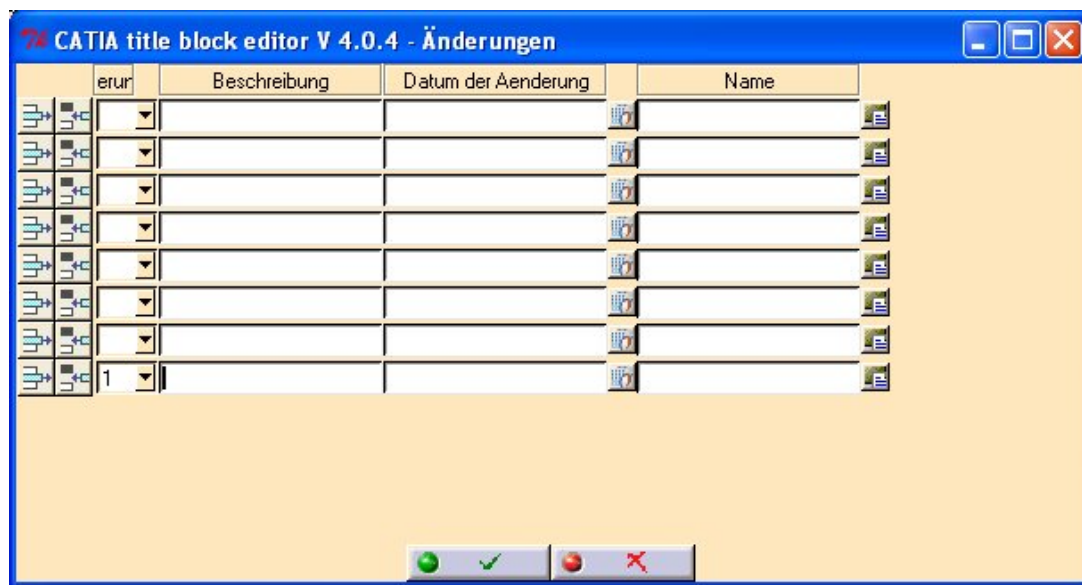 CATIA title block editor V 4.0.4 - Änderungen
erur Beschreibung Datum der Aenderung Name
1